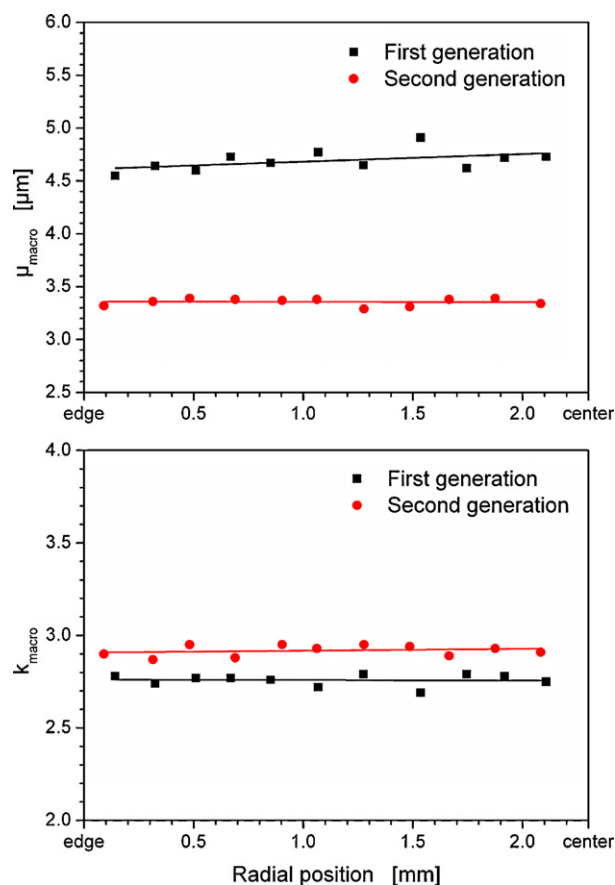 6.0
First generation
5.5
Second generation
5.0
4.5
μmacro [μm]
4.0
3.5
3.0
2.5
edge 0.5 1.0 1.5 2.0 center
4.0
First generation
Second generation
3.5
3.0
kmacro
2.5
2.0
edge 0.5 1.0 1.5 2.0 center
Radial position [mm]